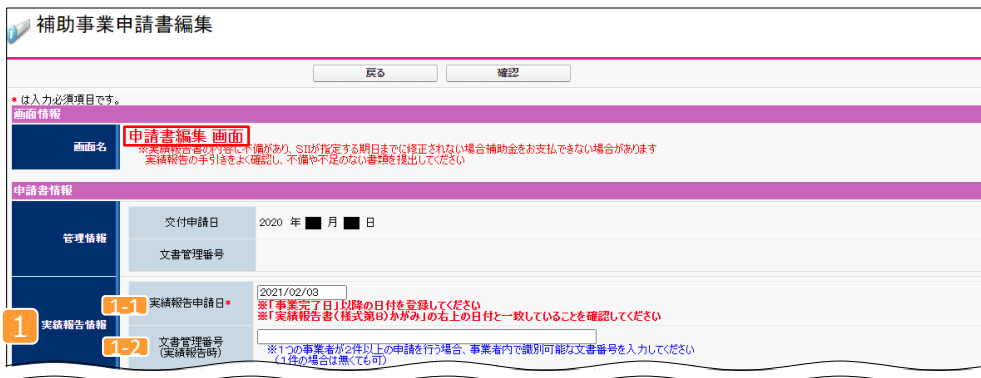 補助事業申請書編集
戻る 確認
* は入力必須項目です。
画面情報
画面名
申請書編集 画面
※実績報告書の内容に不備があり、SIIが指定する期日までに修正されない場合補助金をお支払できない場合があります
実績報告の手引きをよく確認し、不備や不足のない書類を提出してください
申請書情報
管理情報
交付申請日 2020 年 月 日
文書管理番号
1 実績報告情報
1-1 実績報告申請日* 2021/02/03
※「事業完了日」以降の日付を登録してください
※「実績報告書(様式第8)かがみ」の右上の日付と一致していることを確認してください
1-2 文書管理番号
(実績報告時)
※1つの事業者が2件以上の申請を行う場合、事業者内で識別可能な文書番号を入力してください
(1件の場合は無くても可)